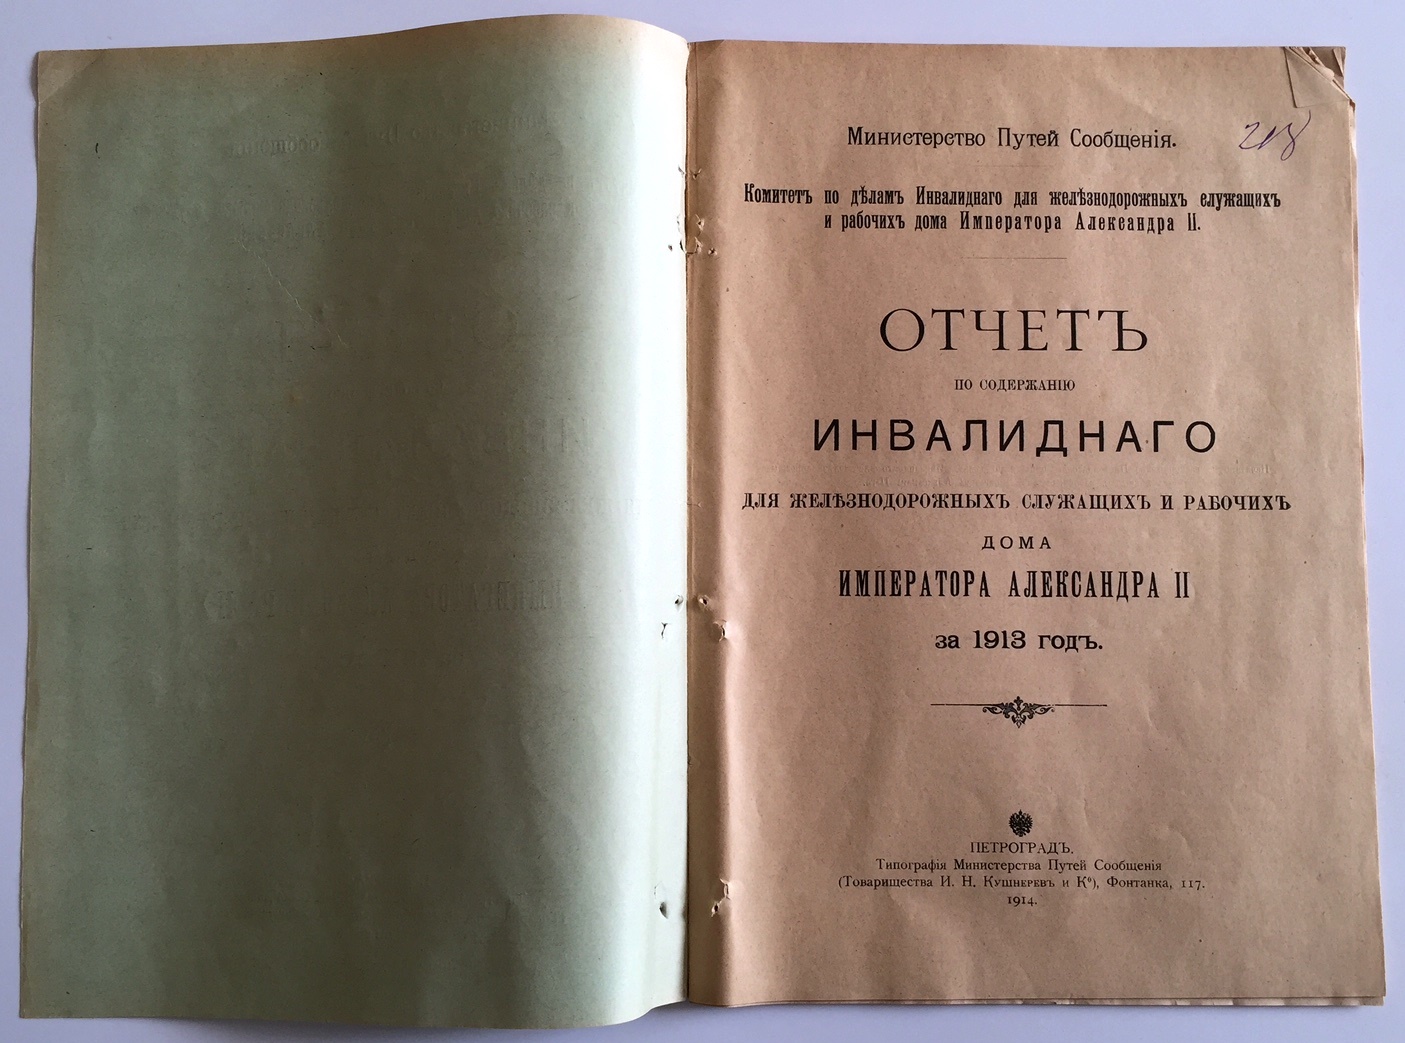 Министерство Путей Сообщенія.
218
Комитетъ по дѣламъ Инвалиднаго для желѣзнодорожныхъ служащихъ
и рабочихъ дома Императора Александра II.
ОТЧЕТЪ
ПО СОДЕРЖАНІЮ
ИНВАЛИДНАГО
ДЛЯ ЖЕЛѢЗНОДОРОЖНЫХЪ СЛУЖАЩИХЪ И РАБОЧИХЪ
ДОМА
ИМПЕРАТОРА АЛЕКСАНДРА II
за 1913 годъ.
ПЕТРОГРАДЪ.
Типографія Министерства Путей Сообщенія
(Товарищества И. Н. Кушнеревъ и Кº), Фонтанка, 117.
1914.